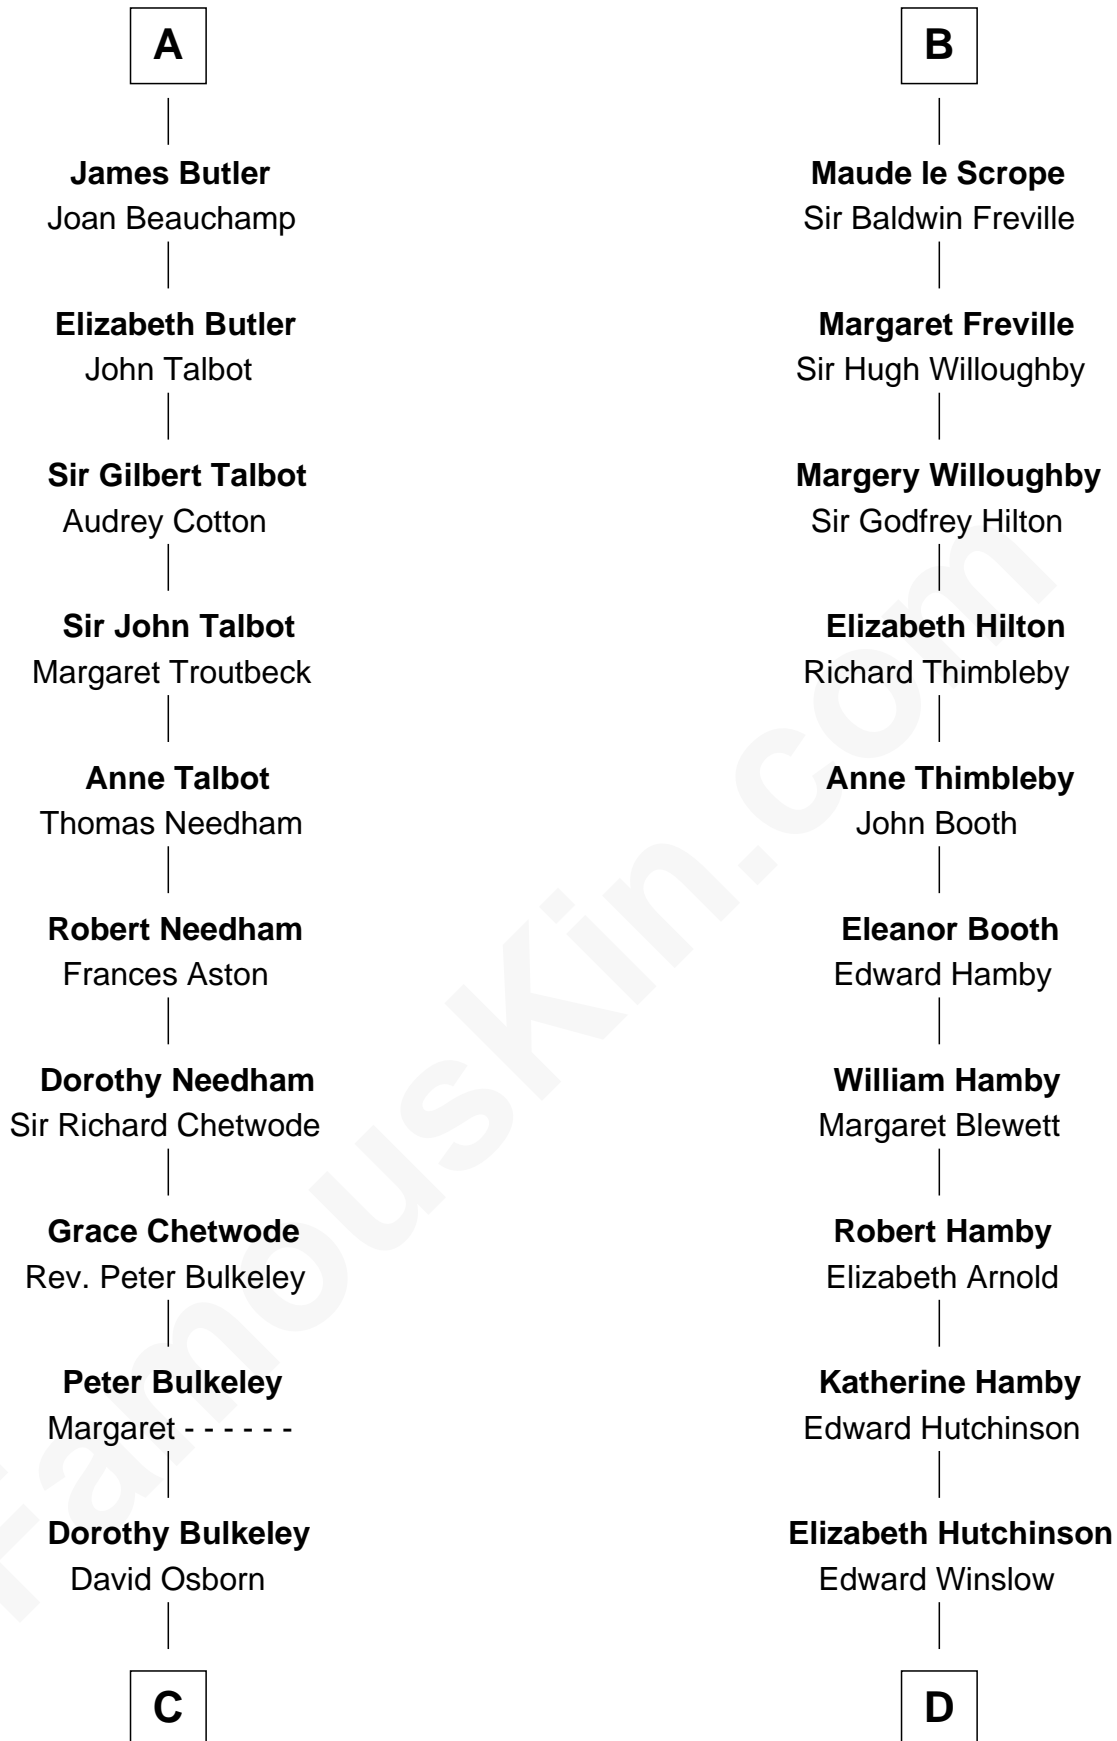 A
James Butler
Joan Beauchamp
Elizabeth Butler
John Talbot
Sir Gilbert Talbot
Audrey Cotton
Sir John Talbot
Margaret Troutbeck
Anne Talbot
Thomas Needham
Robert Needham
Frances Aston
Dorothy Needham
Sir Richard Chetwode
Grace Chetwode
Rev. Peter Bulkeley
Peter Bulkeley
Margaret - - - - - -
Dorothy Bulkeley
David Osborn
C
B
Maude le Scrope
Sir Baldwin Freville
Margaret Freville
Sir Hugh Willoughby
Margery Willoughby
Sir Godfrey Hilton
Elizabeth Hilton
Richard Thimbleby
Anne Thimbleby
John Booth
Eleanor Booth
Edward Hamby
William Hamby
Margaret Blewett
Robert Hamby
Elizabeth Arnold
Katherine Hamby
Edward Hutchinson
Elizabeth Hutchinson
Edward Winslow
D
FamousKin.com